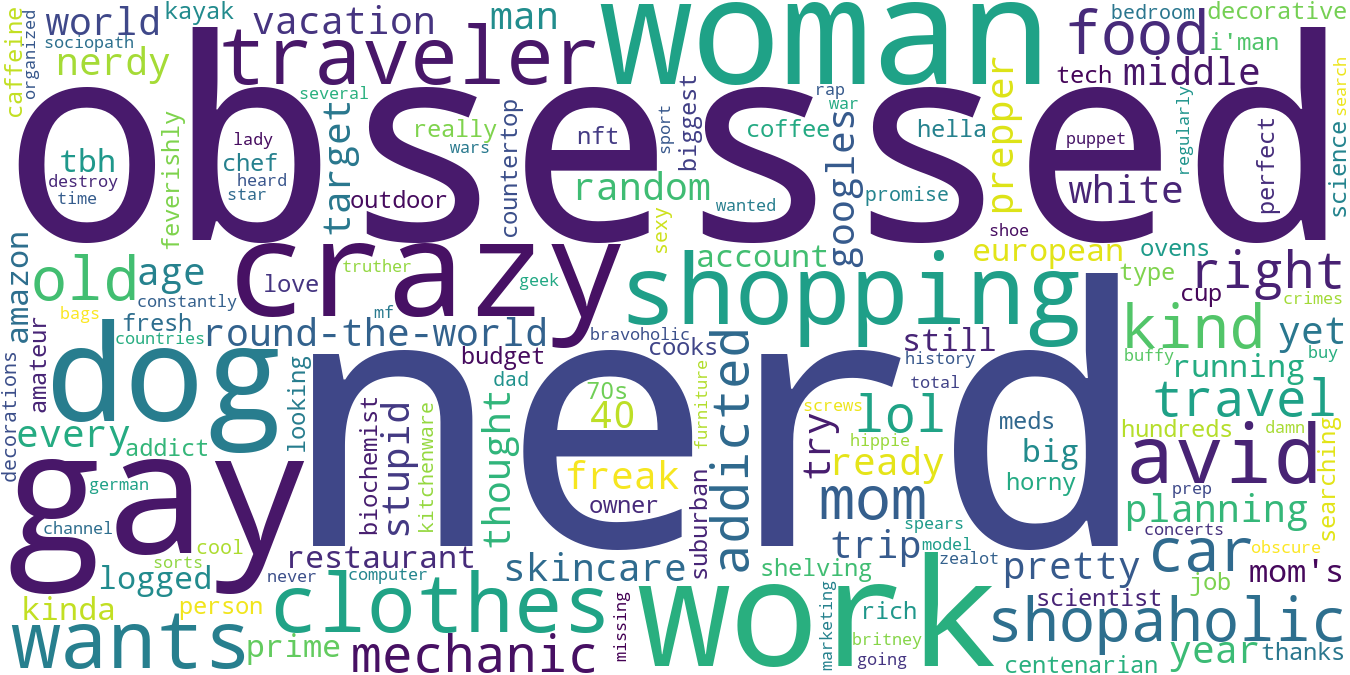 world
kayak
vacation
man
woman
food
bedroom
decorative
caffeine
organized
sociopath
nerdy
traveler
i'man
tech
middle
search
obsessed
several
target
really
wars
countertop
nft
sport
biggest
rap
war
coffee
googles
hella
prepper
puppet
regularly
perfect
science
tbh
lady
chef
heard
star
destroy
time
feverishly
outdoor
random
sexy
wanted
promise
white
shoe
crazy
account
european
ovens
amazon
old
age
constantly
love
truther
geek
shopping
type
right
cup
crimes
bags
fresh
countries
mf
round-the-world
bravoholic
cooks
still
history
kind
yet
buffy
buy
decorations
amateur
dog
looking
budget
dad
70s
40
furniture
addicted
total
running
travel
nerd
screws
lol
hippie
try
ready
meds
big
horny
hundreds
damn
avid
searching
every
addict
biochemist
stupid
kitchenware
thought
freak
owner
suburban
mom
prep
planning
gay
german
channel
cool
sorts
restaurant
spears
trip
model
zealot
concerts
car
obscure
logged
never
computer
skincare
shelving
pretty
job
mom's
kinda
person
clothes
missing
work
marketing
rich
britney
going
scientist
shopaholic
wants
prime
mechanic
centenarian
year
thanks